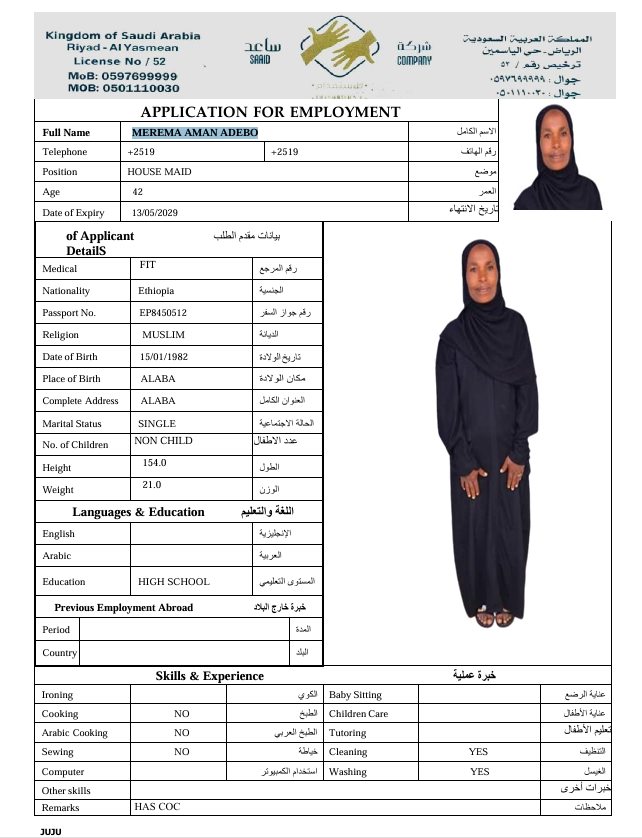 Kingdom of Saudi Arabia
Riyad - Al Yasmean
License No / 52
MoB: 0597699999
MOB: 0501110030
ساعد
SAAID
شركة
COMPANY
المملكة العربية السعودية
الرياض-حي الياسمين
ترخيص رقم / ٥٢
جوال : ٠٥٩٧٦٩٩٩٩٩
جوال : ٠٥٠١١١٠٠٣٠
APPLICATION FOR EMPLOYMENT
Full Name MEREMA AMAN ADEBO الاسم الكامل
Telephone +2519 +2519 رقم الهاتف
Position HOUSE MAID موضع
Age 42 العمر
Date of Expiry 13/05/2029 تاريخ الانتهاء
of Applicant بيانات مقدم الطلب
DetailS
Medical FIT رقم المرجع
Nationality Ethiopia الجنسية
Passport No. EP8450512 رقم جواز السفر
Religion MUSLIM الديانة
Date of Birth 15/01/1982 تاريخ الولادة
Place of Birth ALABA مكان الولادة
Complete Address ALABA العنوان الكامل
Marital Status SINGLE الحالة الاجتماعية
No. of Children NON CHILD عدد الاطفال
Height 154.0 الطول
Weight 21.0 الوزن
Languages & Education اللغة والتعليم
English الإنجليزية
Arabic العربية
Education HIGH SCHOOL المستوى التعليمي
Previous Employment Abroad خبرة خارج البلاد
Period المدة
Country البلد
Skills & Experience خبرة عملية
Ironing الكوي Baby Sitting عناية الرضع
Cooking NO الطبخ Children Care عناية الأطفال
Arabic Cooking NO الطبخ العربي Tutoring تعليم الأطفال
Sewing NO خياطة Cleaning YES التنظيف
Computer استخدام الكمبيوتر Washing YES الغسيل
Other skills خبرات أخرى
Remarks HAS COC ملاحظات
JUJU